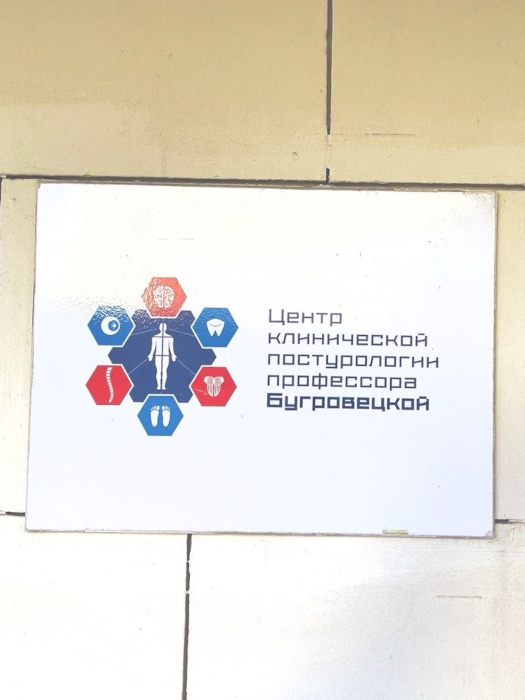 Центр
клинической
постурологии
профессора
Бугровецкой